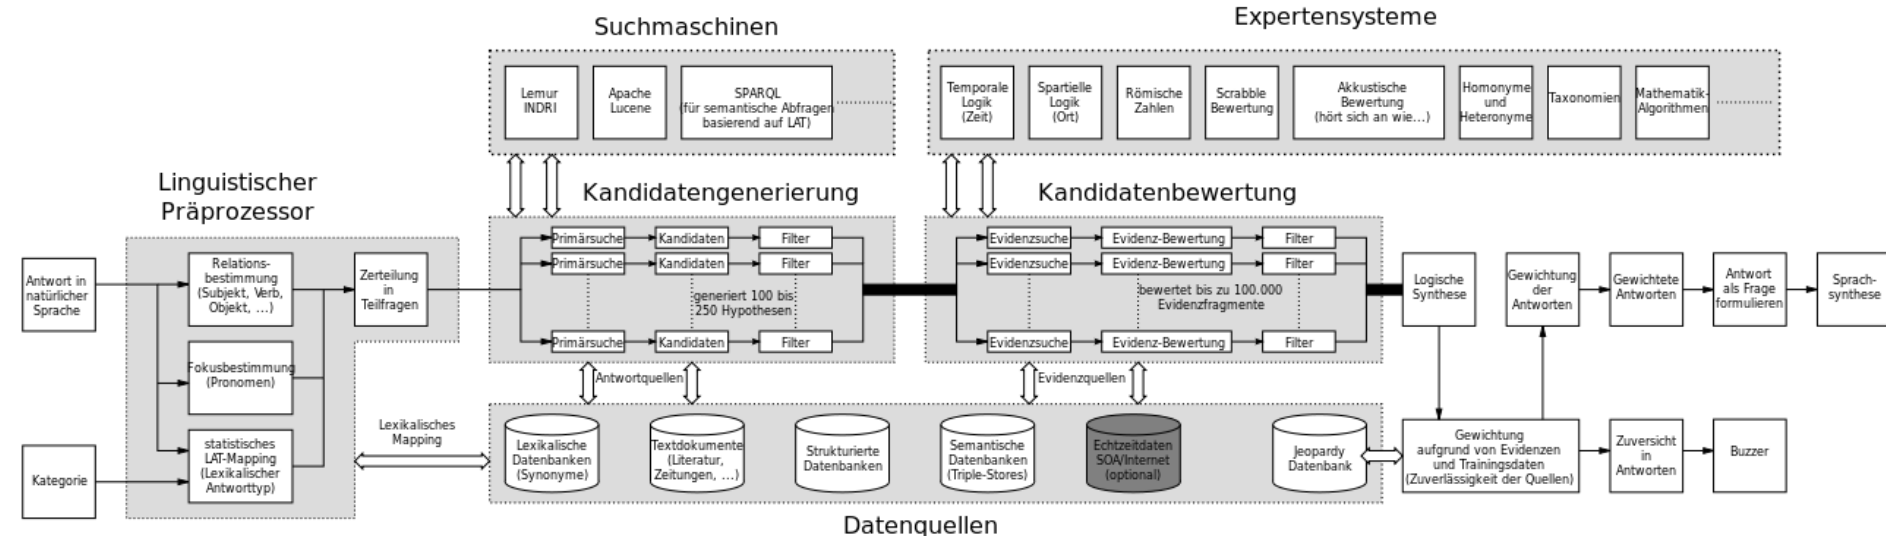 Suchmaschinen
Expertensysteme
Lemur
INDRI
Apache
Lucene
SPARQL
(für semantische Abfragen
basierend auf LAT)
Temporale
Logik
(Zeit)
Spartielle
Logik
(Ort)
Römische
Zahlen
Scrabble
Bewertung
Akkustische
Bewertung
(hört sich an wie...)
Homonyme
und
Heteronyme
Taxonomien
Mathematik-
Algorithmen
Linguistischer
Präprozessor
Kandidatengenerierung
Kandidatenbewertung
Antwort in
natürlicher
Sprache
Kategorie
Relations-
bestimmung
(Subjekt, Verb,
Objekt, ...)
Fokusbestimmung
(Pronomen)
statistisches
LAT-Mapping
(Lexikalischer
Antworttyp)
Zerteilung
in
Teilfragen
Primärsuche
Kandidaten
Filter
Primärsuche
Kandidaten
Filter
generiert 100 bis
250 Hypothesen
Primärsuche
Kandidaten
Filter
Evidenzsuche
Evidenz-Bewertung
Filter
Evidenzsuche
Evidenz-Bewertung
Filter
bewertet bis zu 100.000
Evidenzfragmente
Evidenzsuche
Evidenz-Bewertung
Filter
Logische
Synthese
Gewichtung
der
Antworten
Gewichtete
Antworten
Antwort
als Frage
formulieren
Sprach-
synthese
Antwortquellen
Evidenzquellen
Lexikalisches
Mapping
Lexikalische
Datenbanken
(Synonyme)
Textdokumente
(Literatur,
Zeitungen, ...)
Strukturierte
Datenbanken
Semantische
Datenbanken
(Triple-Stores)
Echtzeitdaten
SOA/Internet
(optional)
Jeopardy
Datenbank
Gewichtung
aufgrund von Evidenzen
und Trainingsdaten
(Zuverlässigkeit der Quellen)
Zuversicht
in
Antworten
Buzzer
Datenquellen